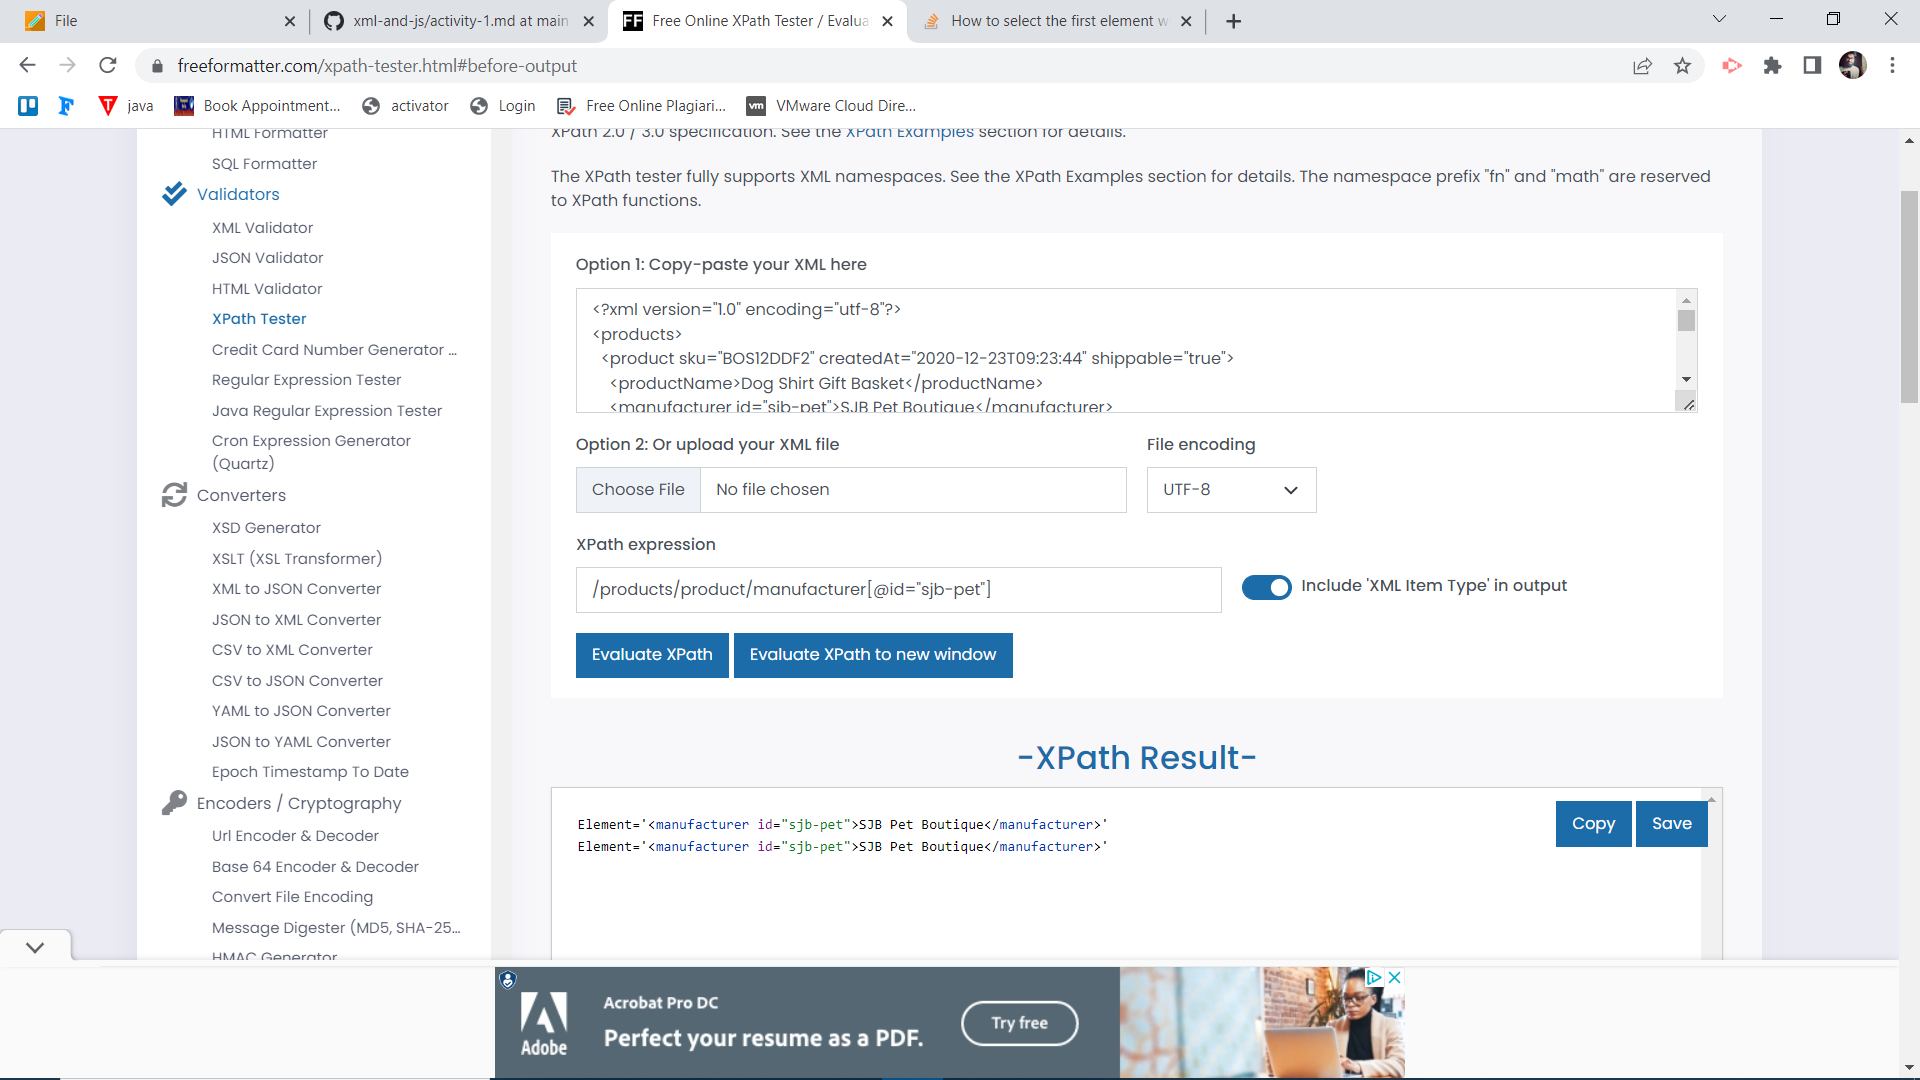 File
xml-and-js/activity-1.md at main
FF
Free Online XPath Tester / Evalua
How to select the first element w
freeformatter.com/xpath-tester.html#before-output
java
Book Appointment...
activator
Login
Free Online Plagiari...
vm
VMware Cloud Dire...
HTML Formatter
SQL Formatter
Validators
XML Validator
JSON Validator
HTML Validator
XPath Tester
Credit Card Number Generator ...
Regular Expression Tester
Java Regular Expression Tester
Cron Expression Generator
(Quartz)
Converters
XSD Generator
XSLT (XSL Transformer)
XML to JSON Converter
JSON to XML Converter
CSV to XML Converter
CSV to JSON Converter
YAML to JSON Converter
JSON to YAML Converter
Epoch Timestamp To Date
Encoders / Cryptography
Url Encoder & Decoder
Base 64 Encoder & Decoder
Convert File Encoding
Message Digester (MD5, SHA-25...
HMAC Generator
XPath 2.0 / 3.0 specification. See the XPath Examples section for details.
The XPath tester fully supports XML namespaces. See the XPath Examples section for details. The namespace prefix "fn" and "math" are reserved
to XPath functions.
Option 1: Copy-paste your XML here
<?xml version="1.0" encoding="utf-8"?>
<products>
<product sku="BOS12DDF2" createdAt="2020-12-23T09:23:44" shippable="true">
<productName>Dog Shirt Gift Basket</productName>
<manufacturer id="sjb-pet">SJB Pet Boutique</manufacturer>
Option 2: Or upload your XML file
File encoding
Choose File
No file chosen
UTF-8
XPath expression
/products/product/manufacturer[@id="sjb-pet"]
Include 'XML Item Type' in output
Evaluate XPath
Evaluate XPath to new window
-XPath Result-
Copy
Save
Element='<manufacturer id="sjb-pet">SJB Pet Boutique</manufacturer>'
Element='<manufacturer id="sjb-pet">SJB Pet Boutique</manufacturer>'
Adobe
Acrobat Pro DC
Perfect your resume as a PDF.
Try free